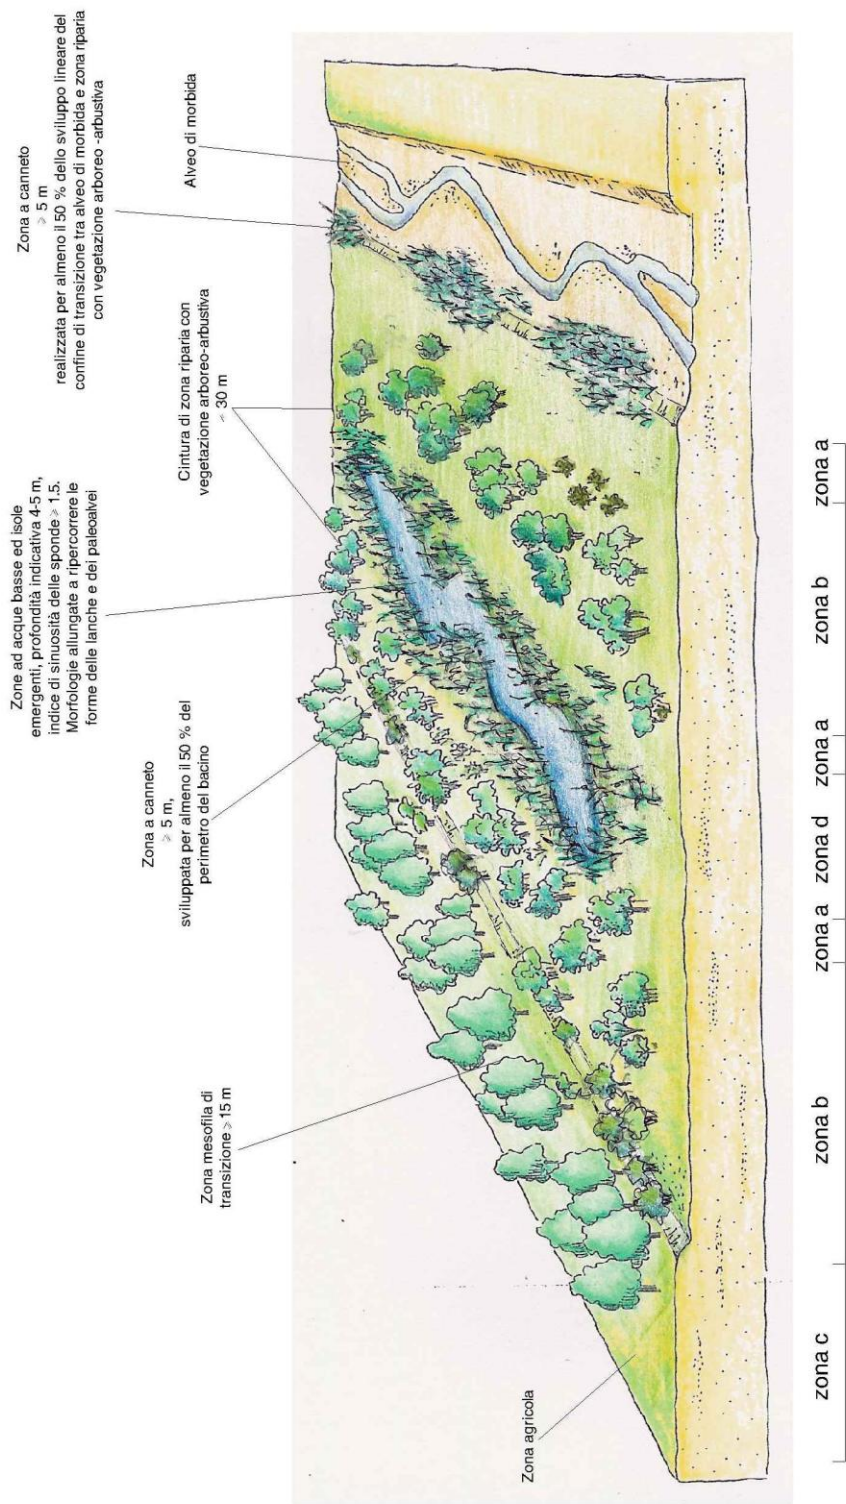 Zona a canneto
⩾ 5 m
realizzata per almeno il 50 % dello sviluppo lineare del
confine di transizione tra alveo di morbida e zona riparia
con vegetazione arboreo -arbustiva
Zone ad acque basse ed isole
emergenti, profondità indicativa 4-5 m,
indice di sinuosità delle sponde ⩾ 1.5.
Morfologie allungate a ripercorrere le
forme delle lanche e dei paleoalvei
Zona a canneto
⩾ 5 m,
sviluppata per almeno il 50 % del
perimetro del bacino
Cintura di zona riparia con
vegetazione arboreo-arbustiva
⩽ 30 m
Alveo di morbida
Zona mesofila di
transizione ⩾ 15 m
Zona agricola
zona c
zona b
zona a
zona d
zona a
zona b
zona a